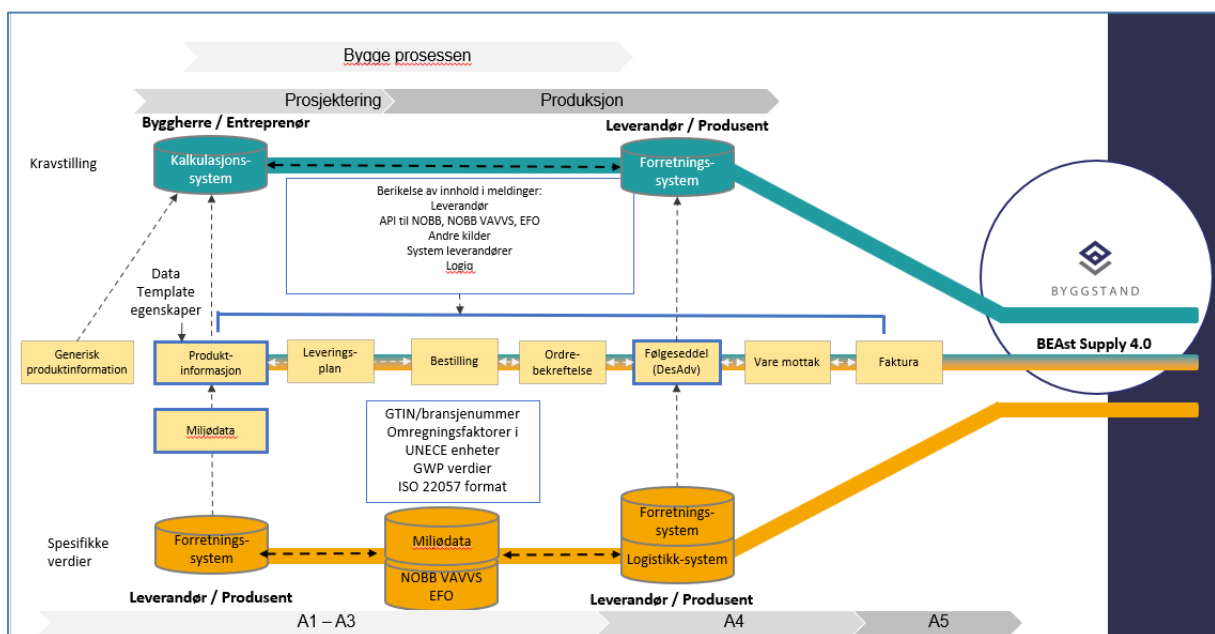 Bygge prosessen
Prosjektering
Produksjon
Byggherre / Entreprenør
Leverandør / Produsent
Kravstilling
Kalkulasjons-
system
Forretnings-
system
Berikelse av innhold i meldinger:
Leverandør
API til NOBB, NOBB VAVVS, EFO
Andre kilder
System leverandører
Logiq
BYGGSTAND
Data
Template
egenskaper
BEAst Supply 4.0
Generisk
produktinformation
Produkt-
informasjon
Leverings-
plan
Bestilling
Ordre-
bekreftelse
Følgeseddel
(DesAdv)
Vare mottak
Faktura
Miljødata
GTIN/bransjenummer
Omregningsfaktorer i
UNECE enheter
GWP verdier
ISO 22057 format
Spesifikke
verdier
Forretnings-
system
Miljødata
NOBB VAVVS
EFO
Forretnings-
system
Logistikk-system
Leverandør / Produsent
Leverandør / Produsent
A1 – A3
A4
A5